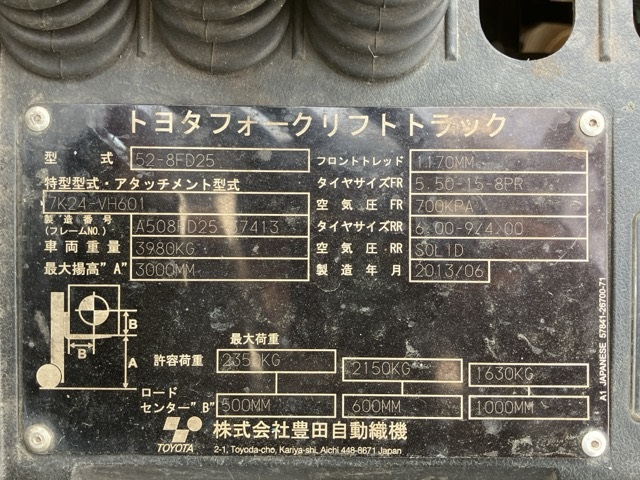 トヨタフォークリフトトラック
型式 52-8FD25 フロントトレッド 1170MM
特型型式・アタッチメント型式 タイヤサイズFR 5.50-15-8PR
7K24-VH601 空気圧FR 700KPA
製造番号(フレームNO.) A508FD25-37413 タイヤサイズRR 6.00-9/4.00
車両重量 3980KG 空気圧RR SOLID
最大揚高"A" 3000MM 製造年月 2013/06
B
B
A
最大荷重
許容荷重 2350KG 2150KG 1630KG
ロード
センター"B" 500MM 600MM 1000MM
TOYOTA 株式会社豊田自動織機
2-1, Toyoda-cho, Kariya-shi, Aichi 448-8671 Japan
A1 JAPANESE 57841-26700-71